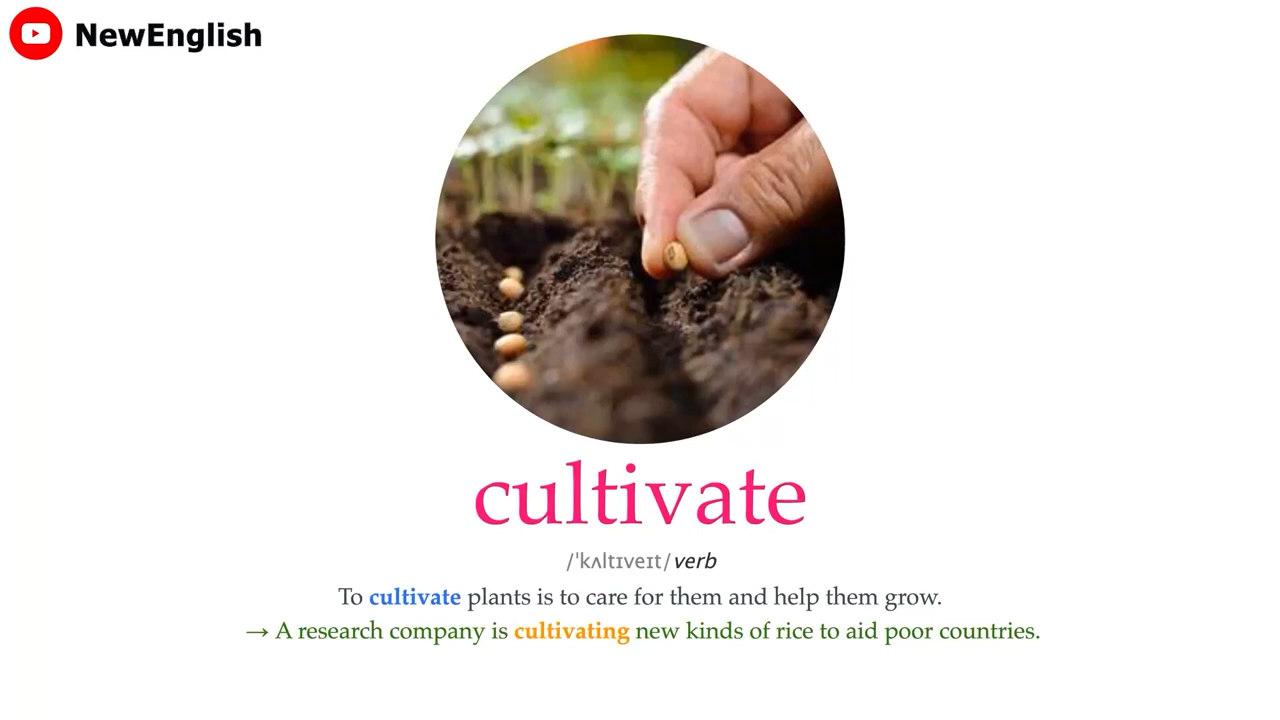 NewEnglish
cultivate
/ˈkʌltɪveɪt/verb
To cultivate plants is to care for them and help them grow.
→ A research company is cultivating new kinds of rice to aid poor countries.